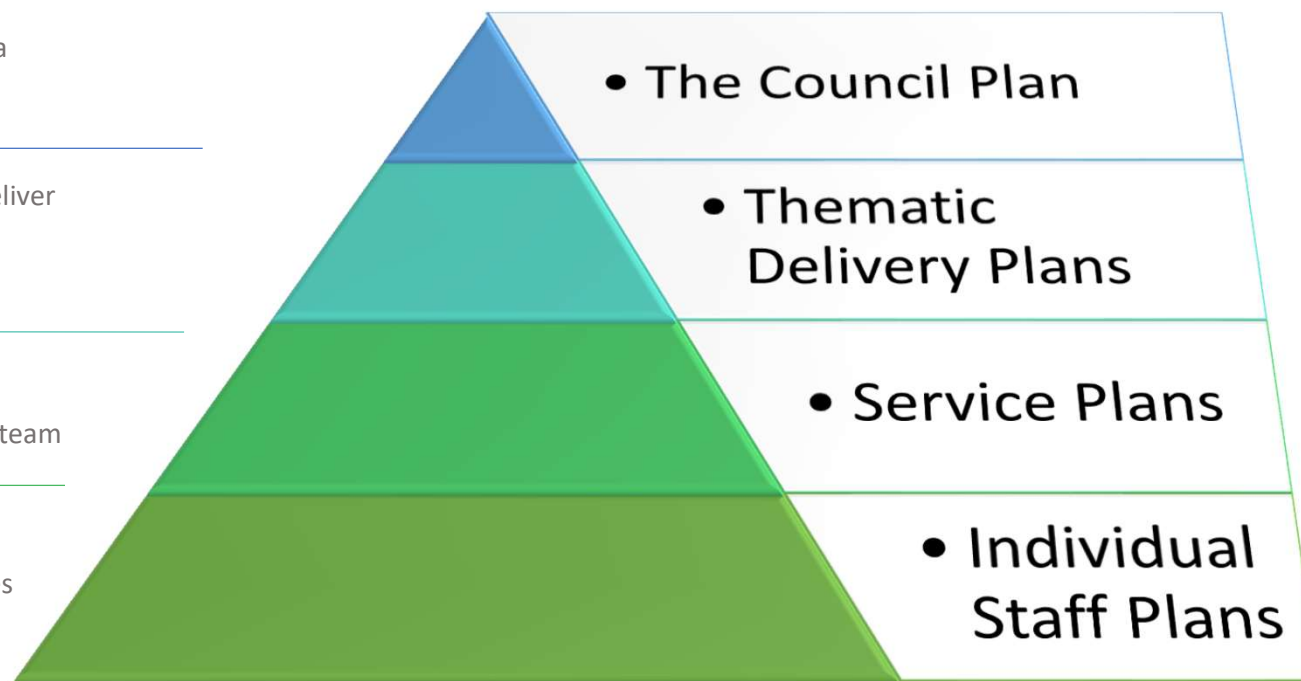 a
• The Council Plan
eliver
• Thematic
Delivery Plans
• Service Plans
team
• Individual
s
Staff Plans